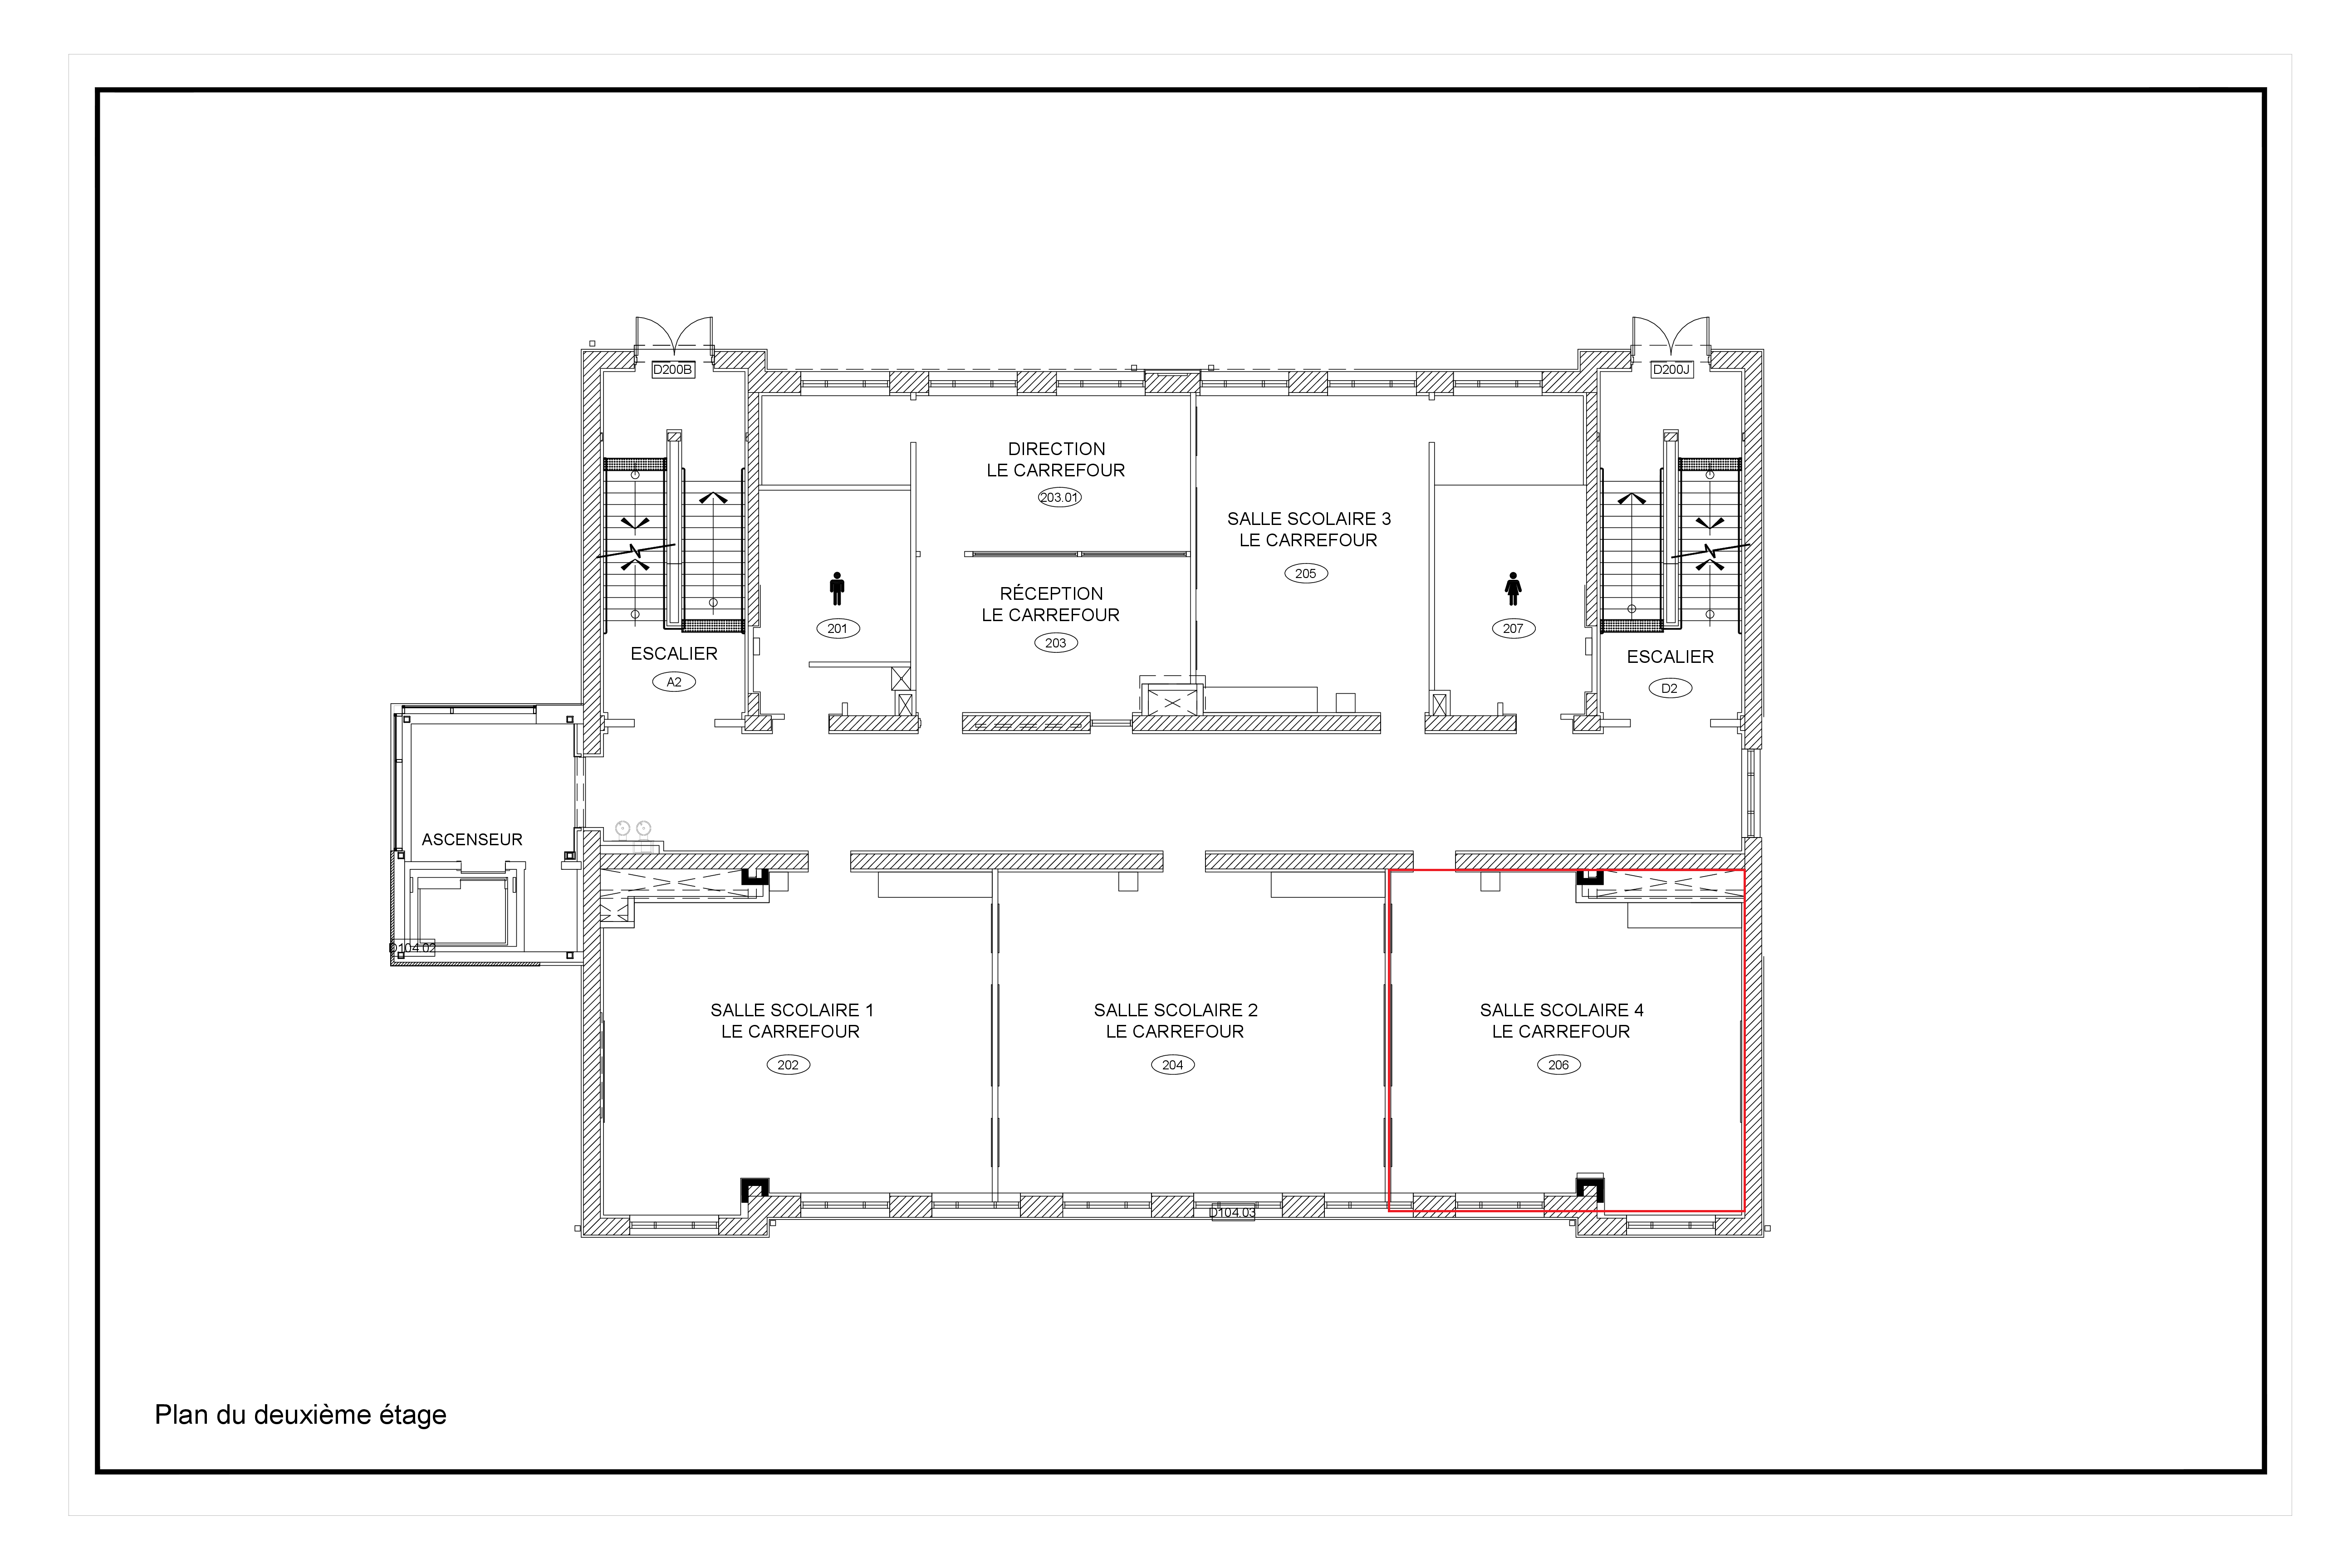 D200B
D200J
DIRECTION
LE CARREFOUR
203.01
SALLE SCOLAIRE 3
LE CARREFOUR
205
RÉCEPTION
LE CARREFOUR
203
201
207
ESCALIER
A2
ESCALIER
D2
ASCENSEUR
D104.02
SALLE SCOLAIRE 1
LE CARREFOUR
202
SALLE SCOLAIRE 2
LE CARREFOUR
204
SALLE SCOLAIRE 4
LE CARREFOUR
206
D104.03
Plan du deuxième étage